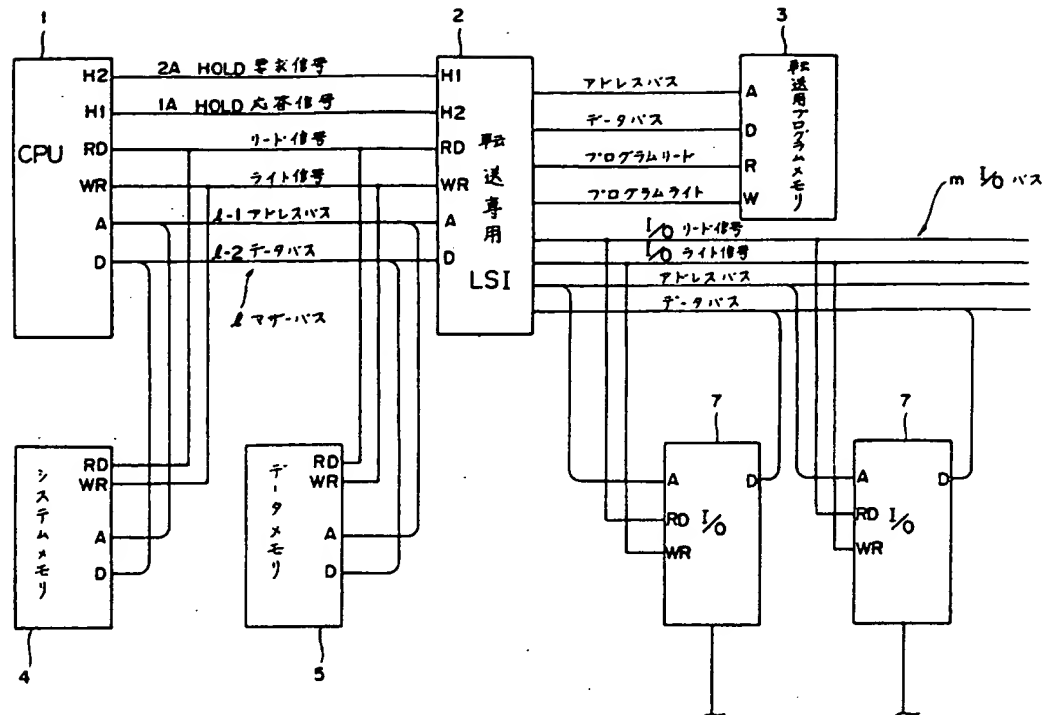 1
2
3
CPU
H2
H1
RD
WR
A
D
2A HOLD 要求信号
1A HOLD 応答信号
リード信号
ライト信号
l-1 アドレスバス
l-2 データバス
l マザーバス
H1
H2
RD
WR
A
D
転送専用
LSI
アドレスバス
データバス
プログラムリード
プログラムライト
A
D
R
W
転送用プログラムメモリ
m I/O バス
I/O リード信号
I/O ライト信号
アドレスバス
データバス
システムメモリ
RD
WR
A
D
4
データメモリ
RD
WR
A
D
5
7
A
D
RD
I/O
WR
7
A
D
RD
I/O
WR